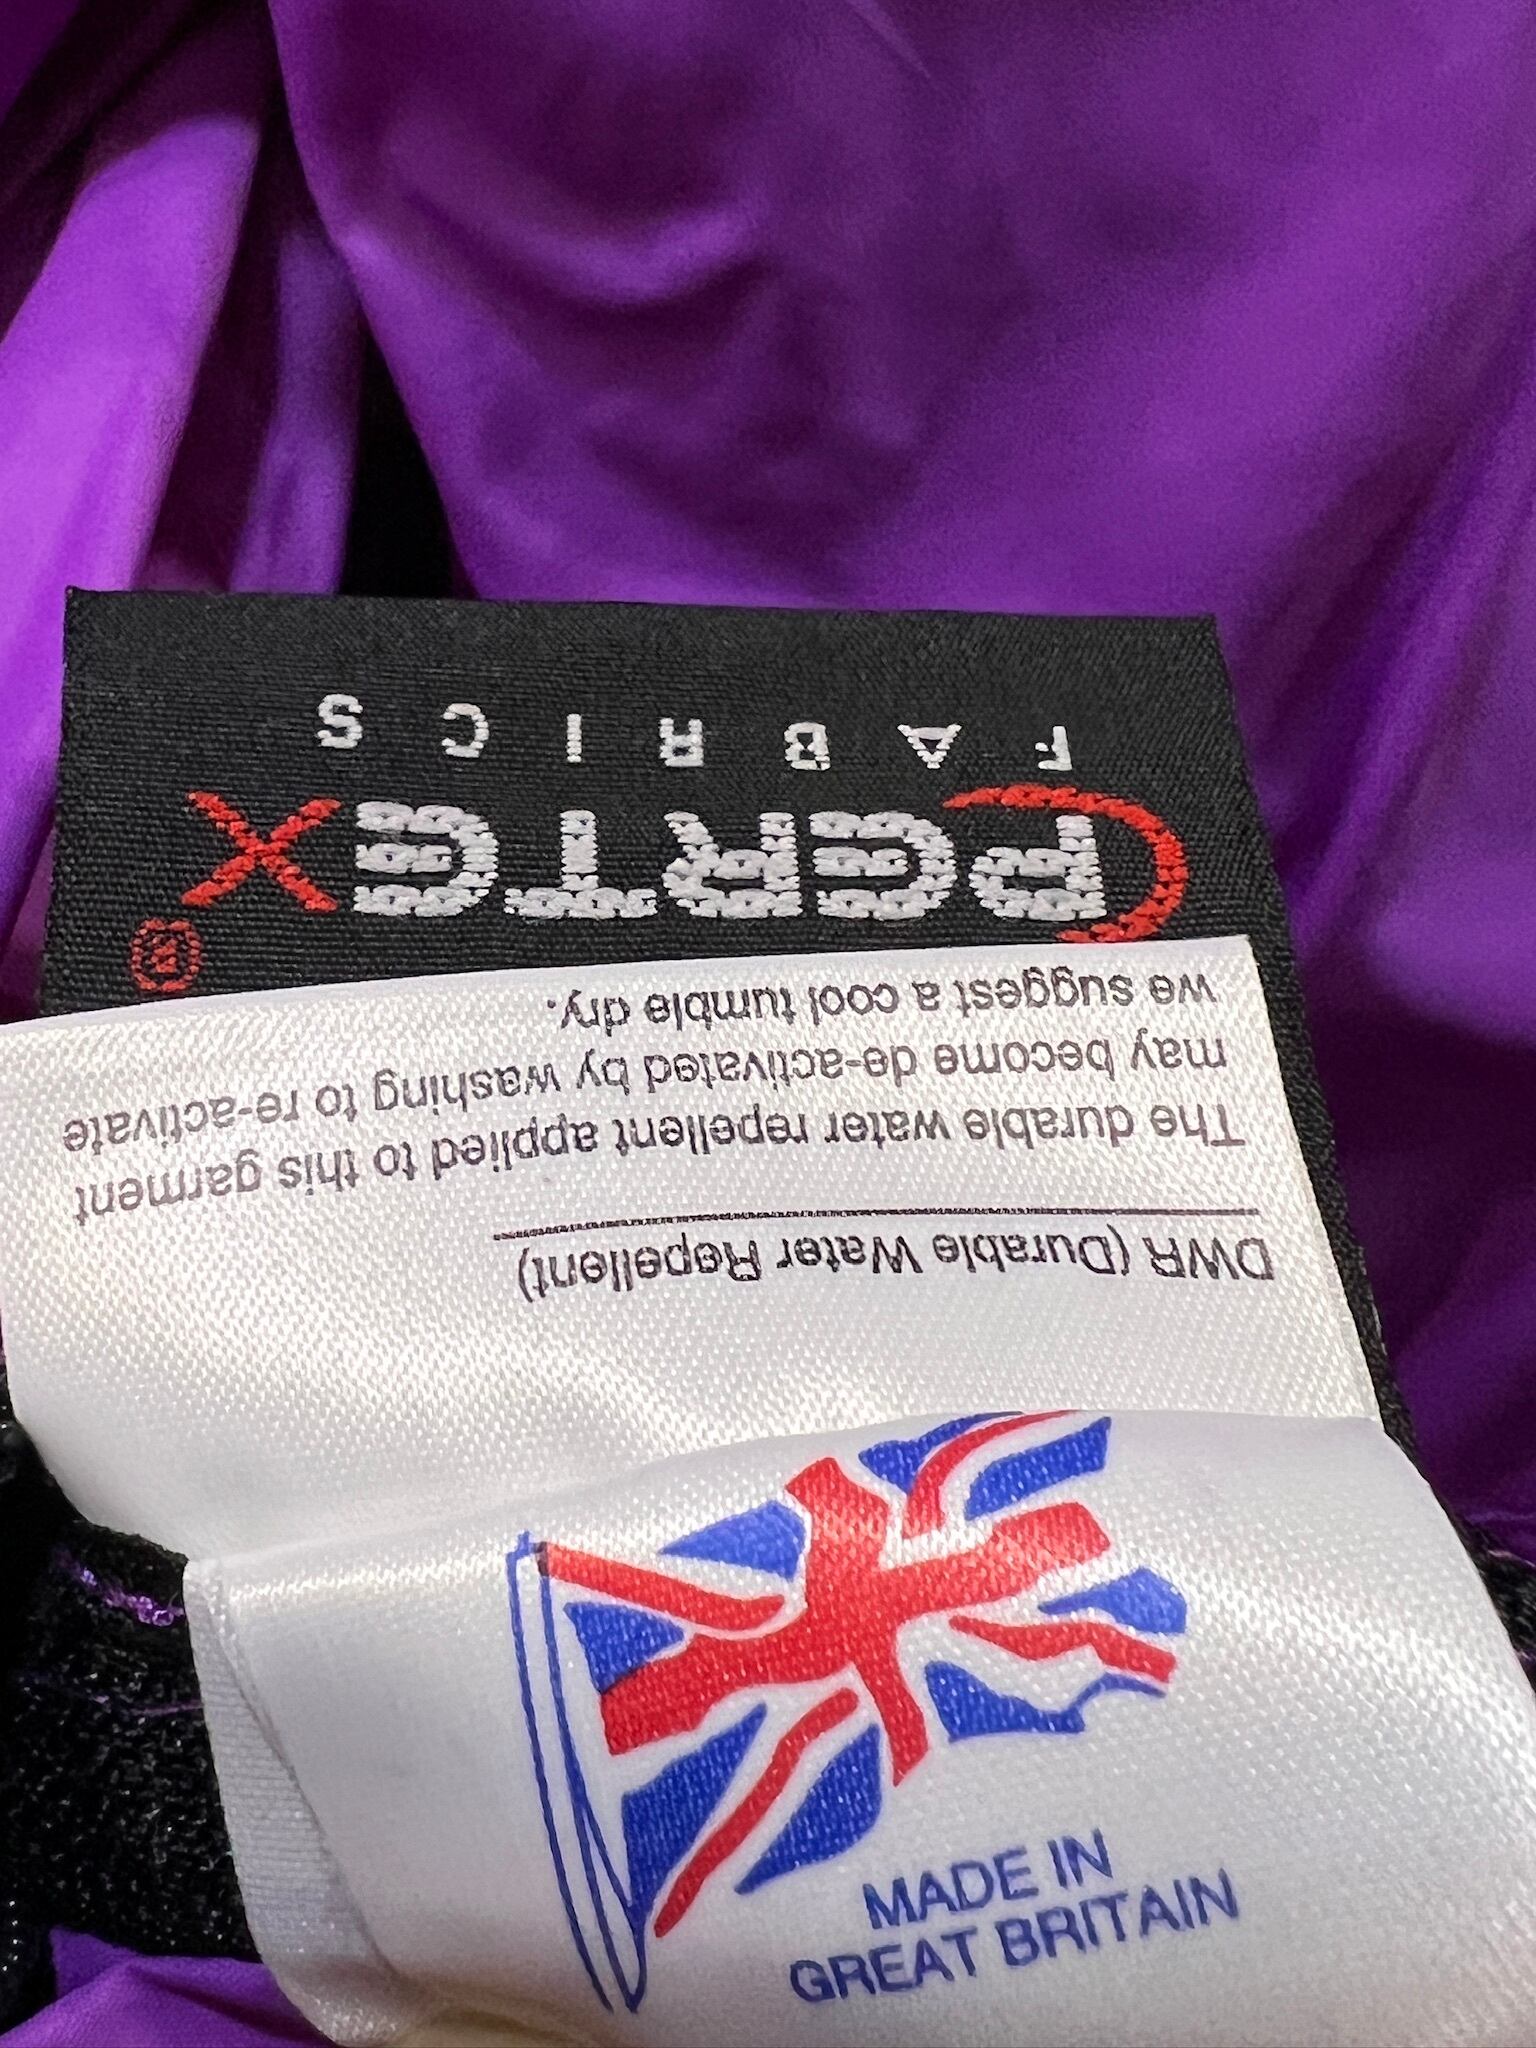 PERTEX®
FABRICS
DWR (Durable Water Repellent)
The durable water repellent applied to this garment
may become de-activated by washing to re-activate
we suggest a cool tumble dry.
MADE IN
GREAT BRITAIN